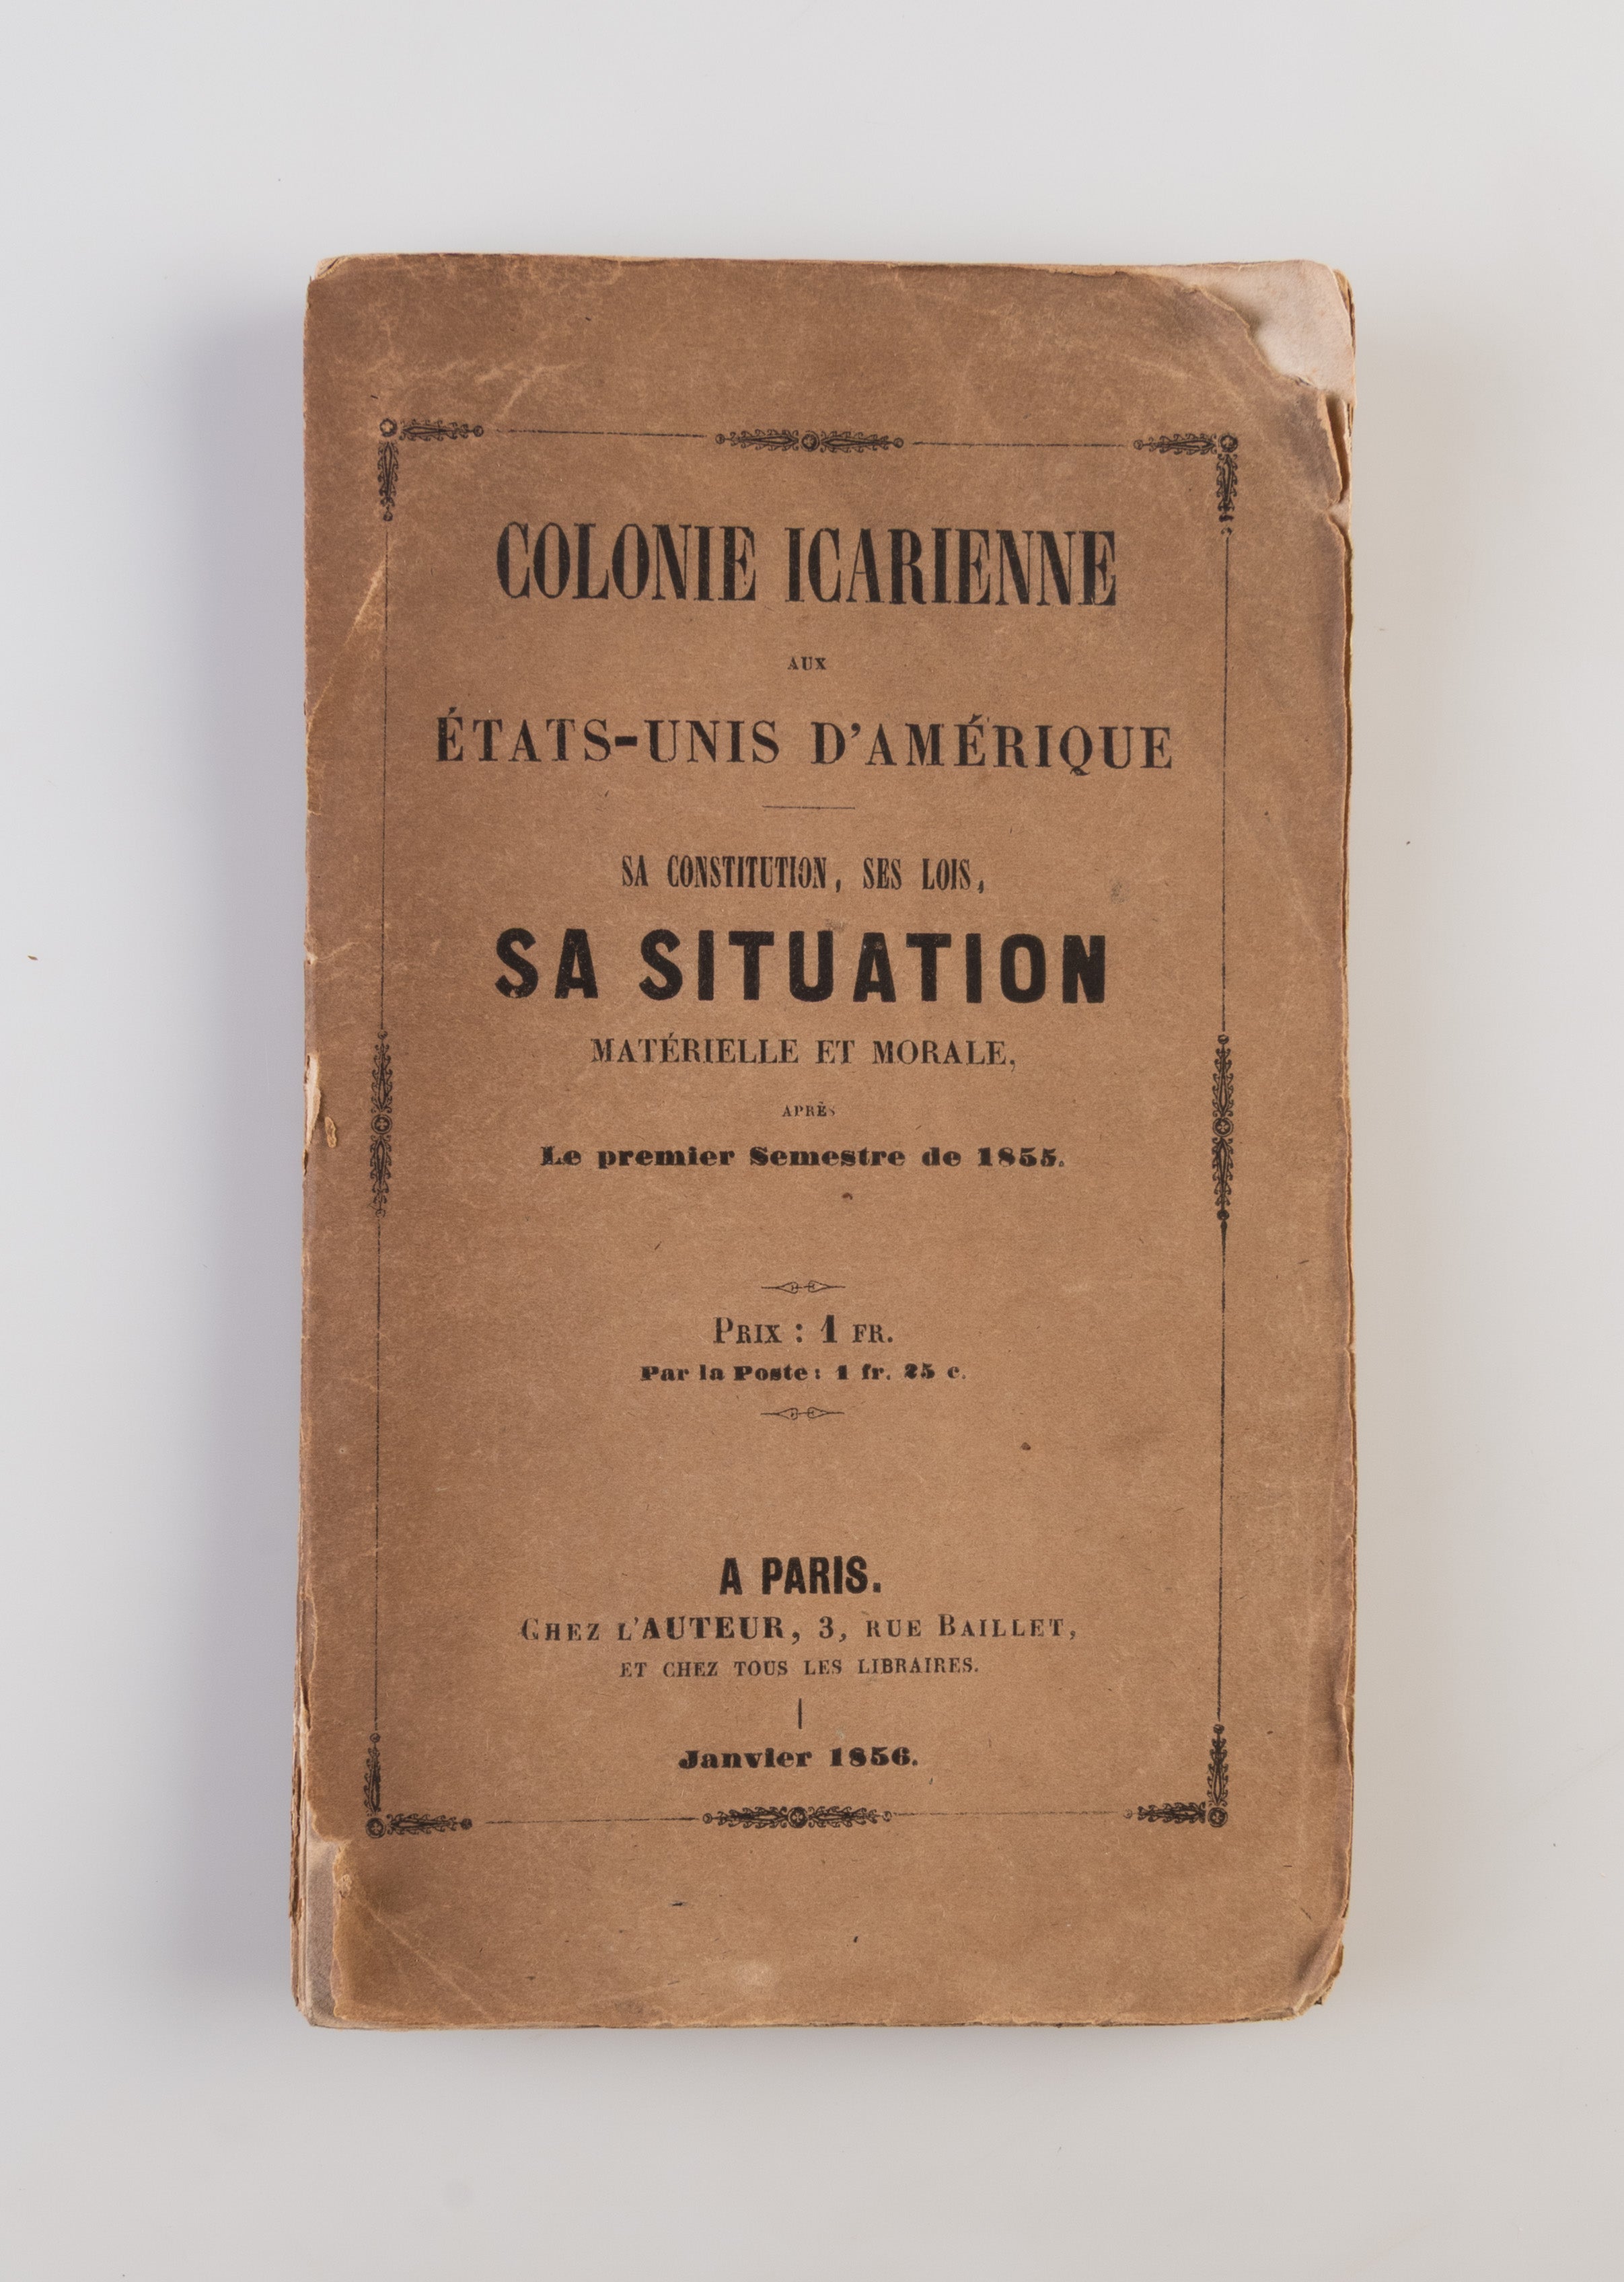 COLONIE ICARIENNE
AUX
ÉTATS-UNIS D'AMÉRIQUE
SA CONSTITUTION, SES LOIS,
SA SITUATION
MATÉRIELLE ET MORALE,
APRÈS
Le premier Semestre de 1855.
PRIX : 1 FR.
Par la Poste : 1 fr. 25 c.
A PARIS.
CHEZ L'AUTEUR, 3, RUE BAILLET,
ET CHEZ TOUS LES LIBRAIRES.
Janvier 1856.